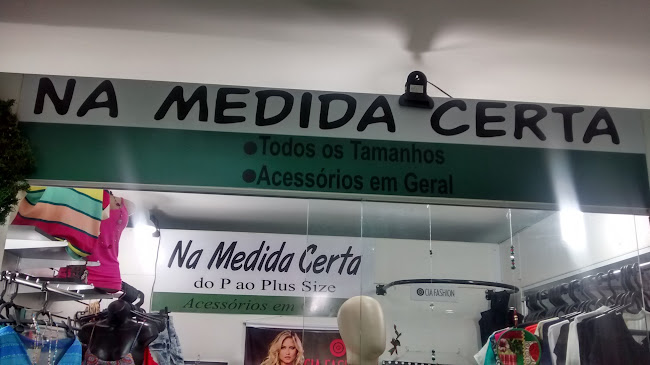 NA MEDIDA CERTA
•Todos os Tamanhos
•Acessórios em Geral
Na Medida Certa
do P ao Plus Size
Acessórios em
CIA FASHION
CIA